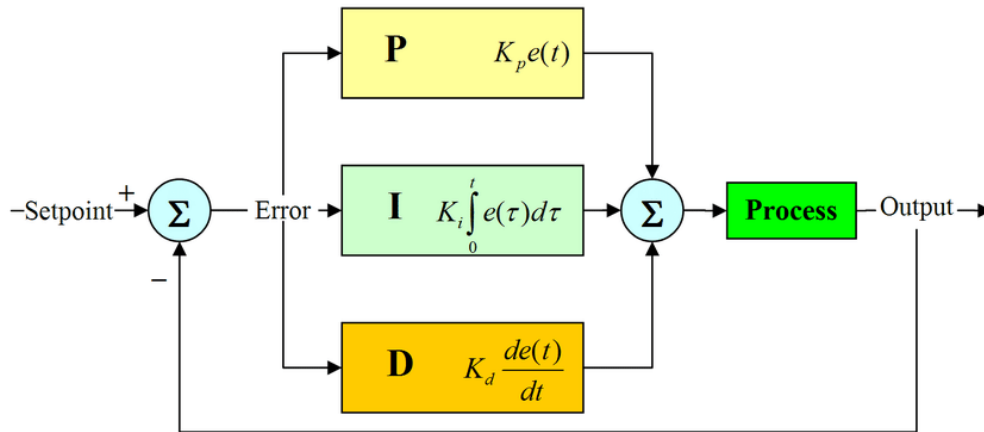 P K_p e(t)
+
Setpoint Σ Error I K_i ∫_0^t e(τ)dτ Σ Process Output
−
D K_d de(t)/dt